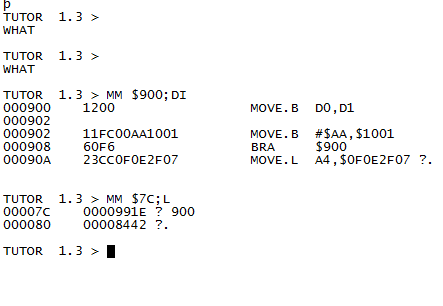 p
TUTOR  1.3 >
WHAT
TUTOR  1.3 >
WHAT
TUTOR  1.3 > MM $900;DI
000900    1200                 MOVE.B  D0,D1
000902
000902    11FC00AA1001         MOVE.B  #$AA,$1001
000908    60F6                 BRA     $900
00090A    23CC0F0E2F07         MOVE.L  A4,$0F0E2F07 ?.
TUTOR  1.3 > MM $7C;L
00007C    0000991E ? 900
000080    00008442 ?.
TUTOR  1.3 >